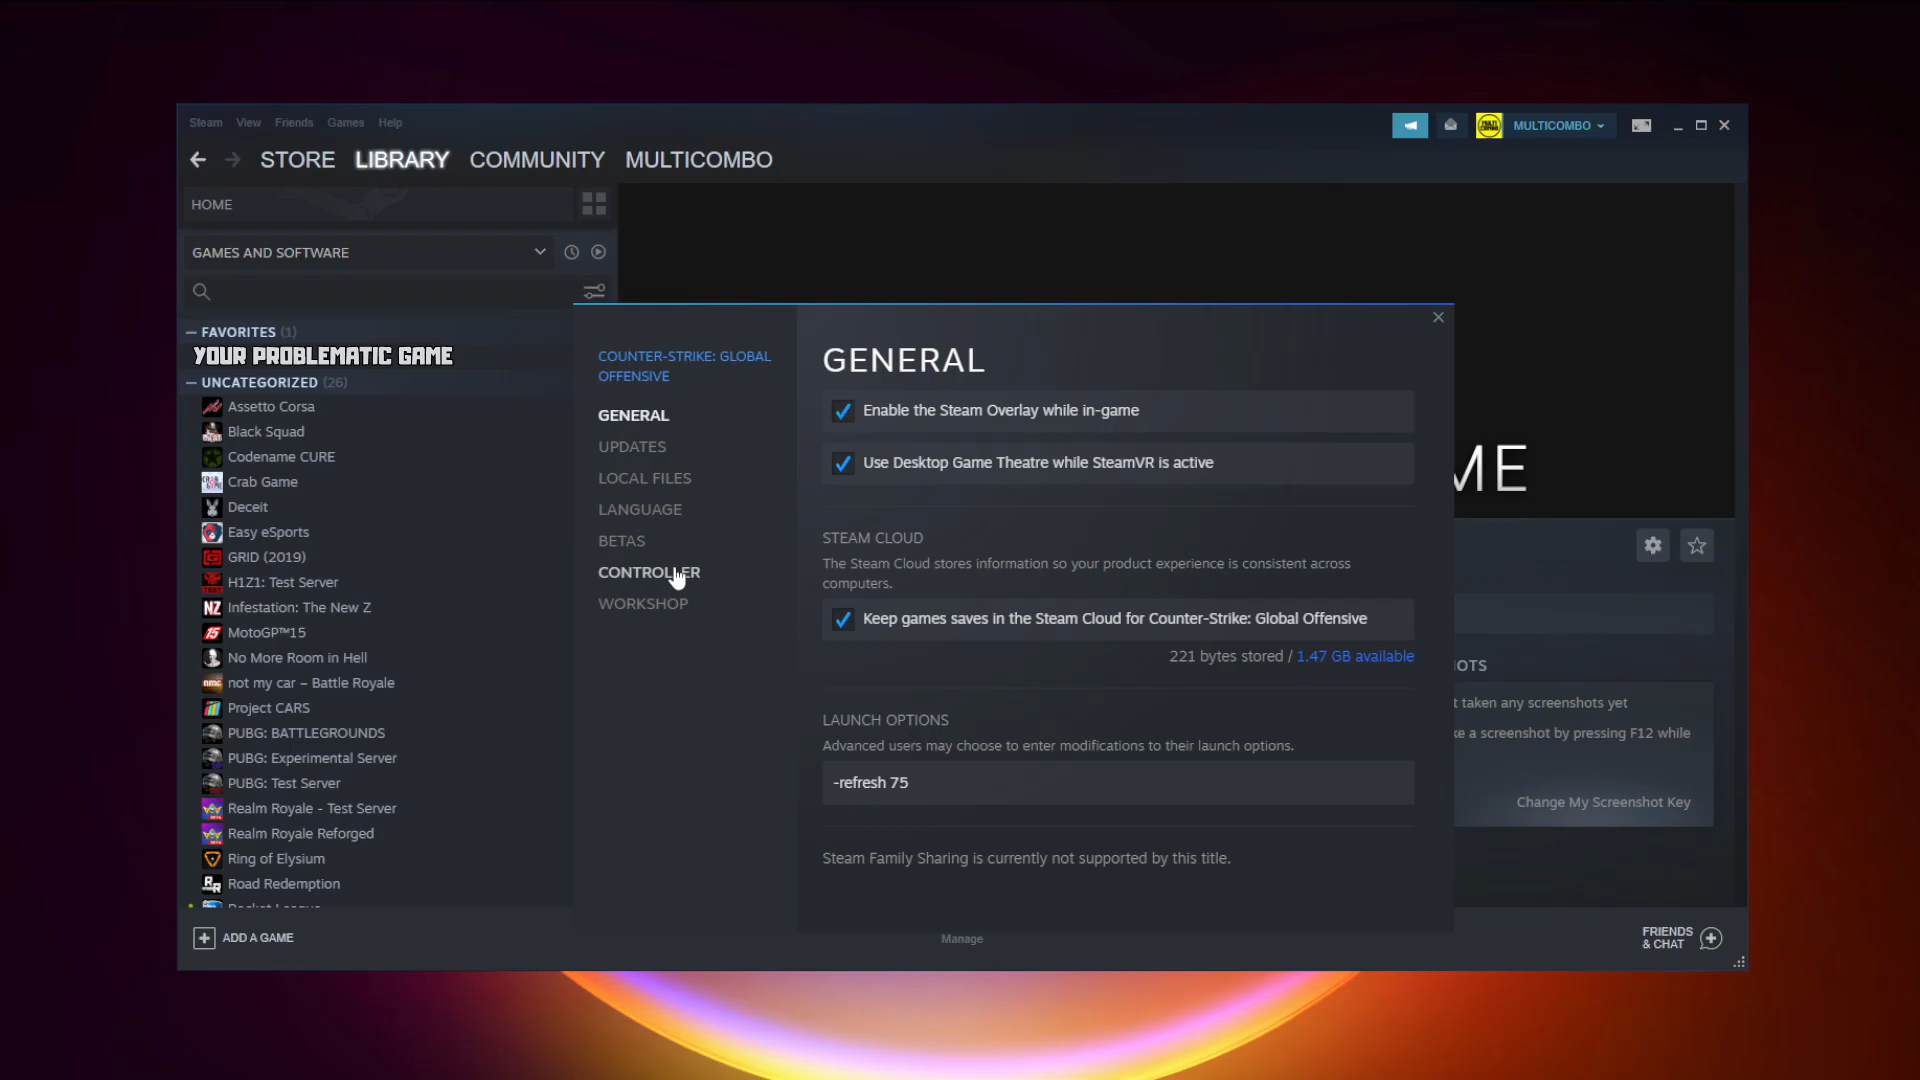 Steam View Friends Games Help
MULTICOMBO
STORE LIBRARY COMMUNITY MULTICOMBO
HOME
GAMES AND SOFTWARE
FAVORITES (1)
YOUR PROBLEMATIC GAME
UNCATEGORIZED (26)
Assetto Corsa
Black Squad
Codename CURE
Crab Game
Deceit
Easy eSports
GRID (2019)
H1Z1: Test Server
Infestation: The New Z
MotoGP™15
No More Room in Hell
not my car – Battle Royale
Project CARS
PUBG: BATTLEGROUNDS
PUBG: Experimental Server
PUBG: Test Server
Realm Royale - Test Server
Realm Royale Reforged
Ring of Elysium
Road Redemption
ADD A GAME
COUNTER-STRIKE: GLOBAL
OFFENSIVE
GENERAL
UPDATES
LOCAL FILES
LANGUAGE
BETAS
CONTROLLER
WORKSHOP
GENERAL
Enable the Steam Overlay while in-game
Use Desktop Game Theatre while SteamVR is active
STEAM CLOUD
The Steam Cloud stores information so your product experience is consistent across
computers.
Keep games saves in the Steam Cloud for Counter-Strike: Global Offensive
221 bytes stored / 1.47 GB available
LAUNCH OPTIONS
Advanced users may choose to enter modifications to their launch options.
-refresh 75
Steam Family Sharing is currently not supported by this title.
Manage
ME
OTS
t taken any screenshots yet
ke a screenshot by pressing F12 while
Change My Screenshot Key
FRIENDS
& CHAT